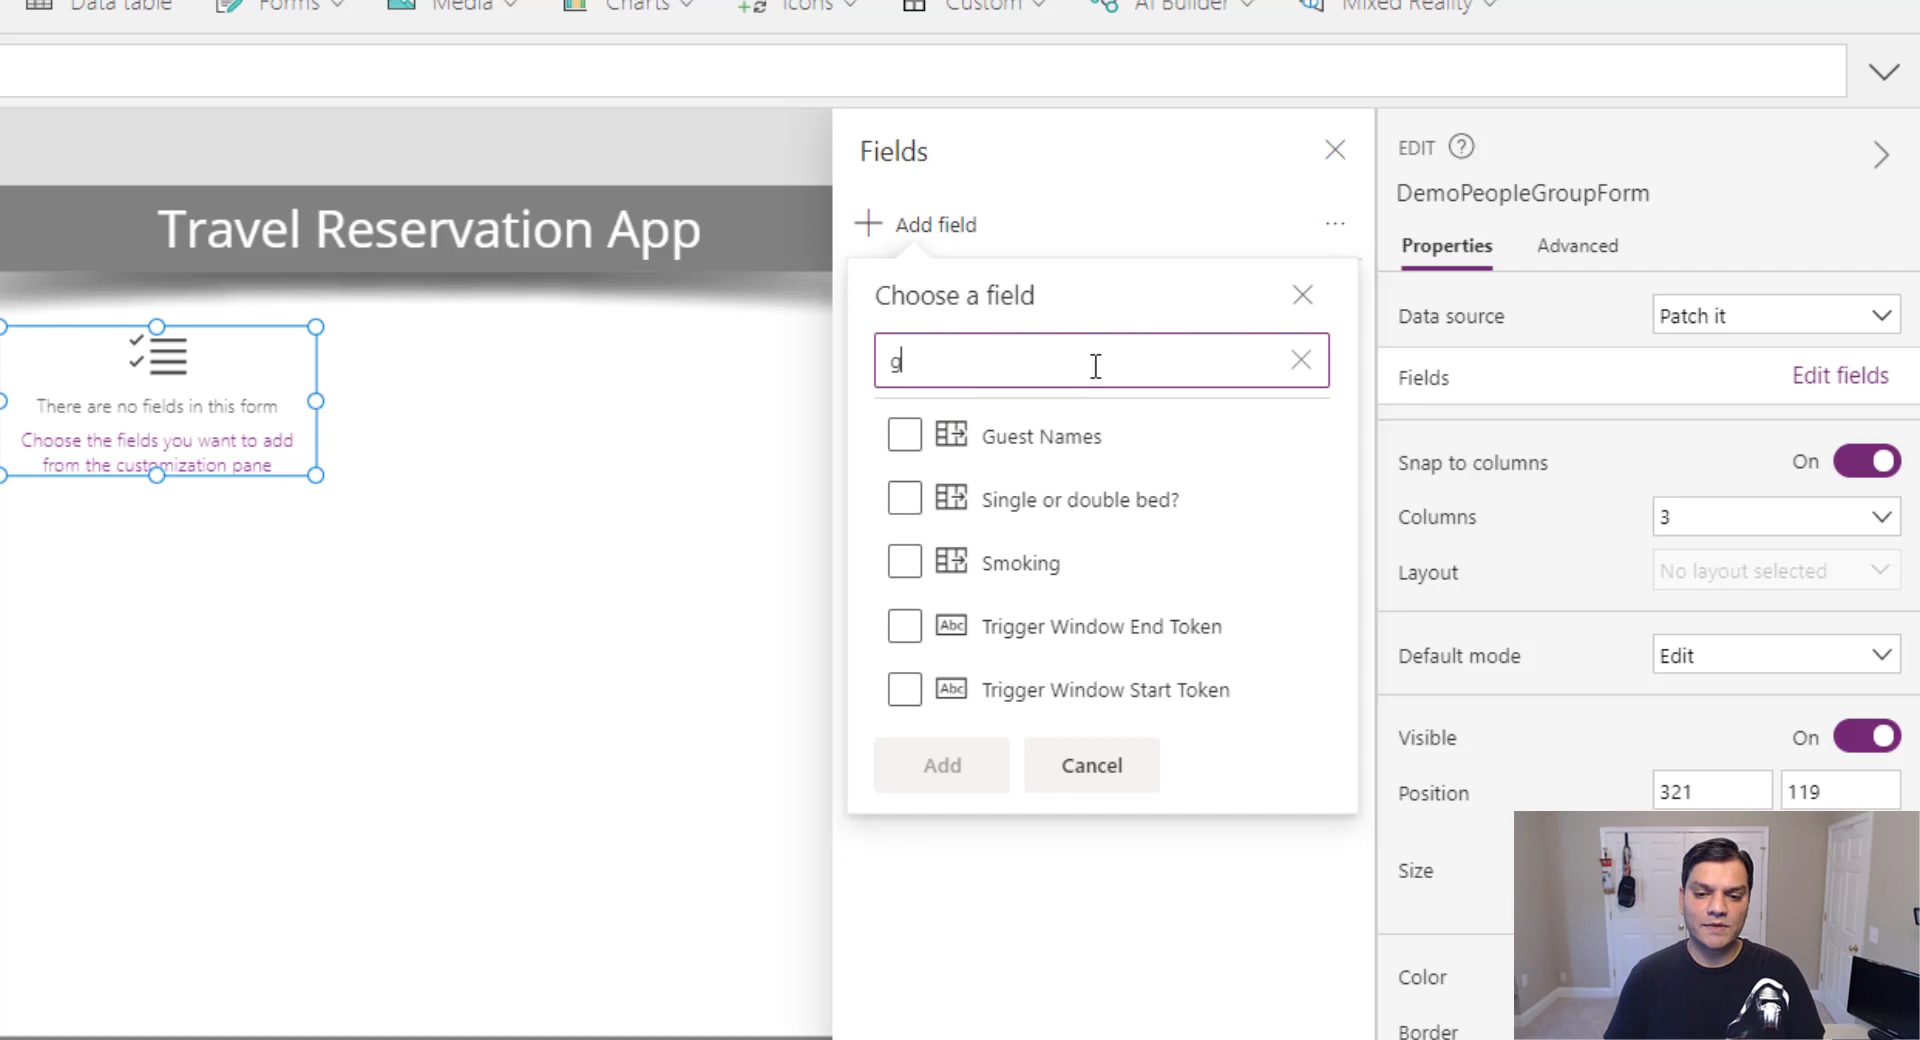 Data table
Forms
Media
Charts
Icons
Custom
AI Builder
Mixed Reality
Travel Reservation App
There are no fields in this form
Choose the fields you want to add
from the customization pane
Fields
Add field
...
Choose a field
g
Guest Names
Single or double bed?
Smoking
Abc Trigger Window End Token
Abc Trigger Window Start Token
Add
Cancel
EDIT ?
DemoPeopleGroupForm
Properties Advanced
Data source Patch it
Fields Edit fields
Snap to columns On
Columns 3
Layout No layout selected
Default mode Edit
Visible On
Position 321 119
Size
Color
Border